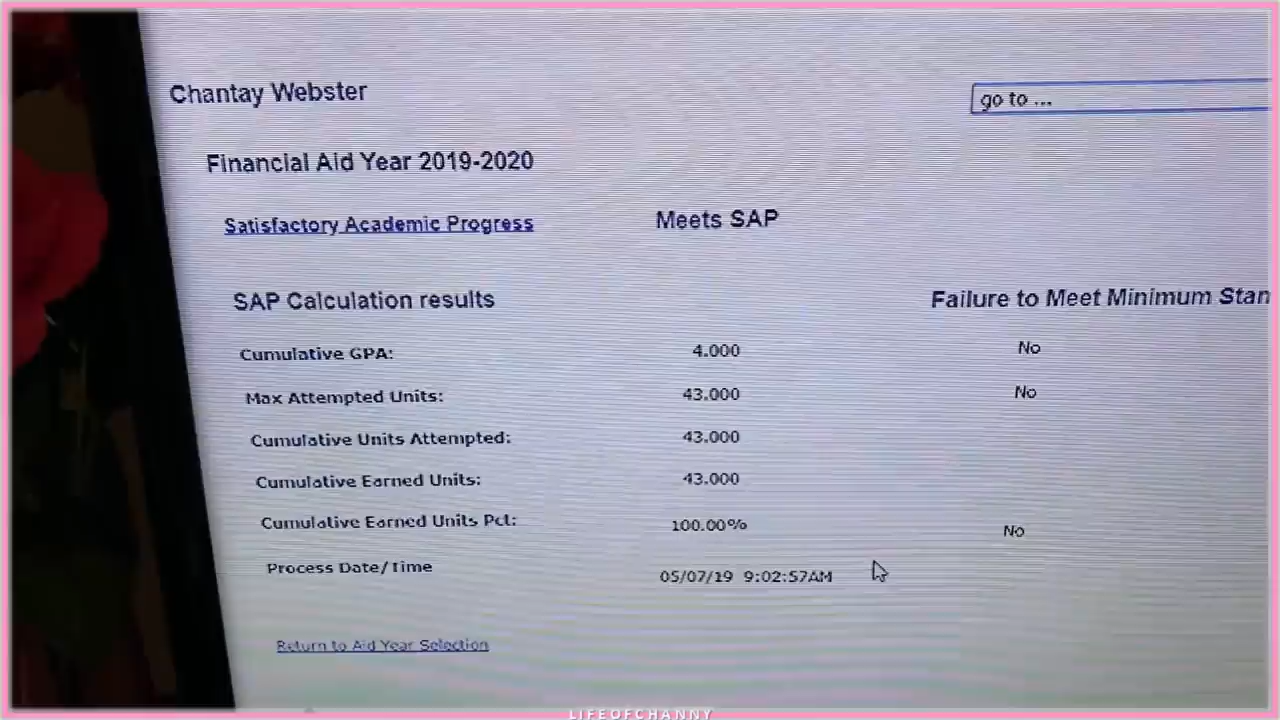 Chantay Webster
go to ...
Financial Aid Year 2019-2020
Satisfactory Academic Progress
Meets SAP
SAP Calculation results
Failure to Meet Minimum Stan
Cumulative GPA: 4.000 No
Max Attempted Units: 43.000 No
Cumulative Units Attempted: 43.000
Cumulative Earned Units: 43.000
Cumulative Earned Units Pct: 100.00% No
Process Date/Time 05/07/19 9:02:57AM
Return to Aid Year Selection
LIFEOFCHANNY